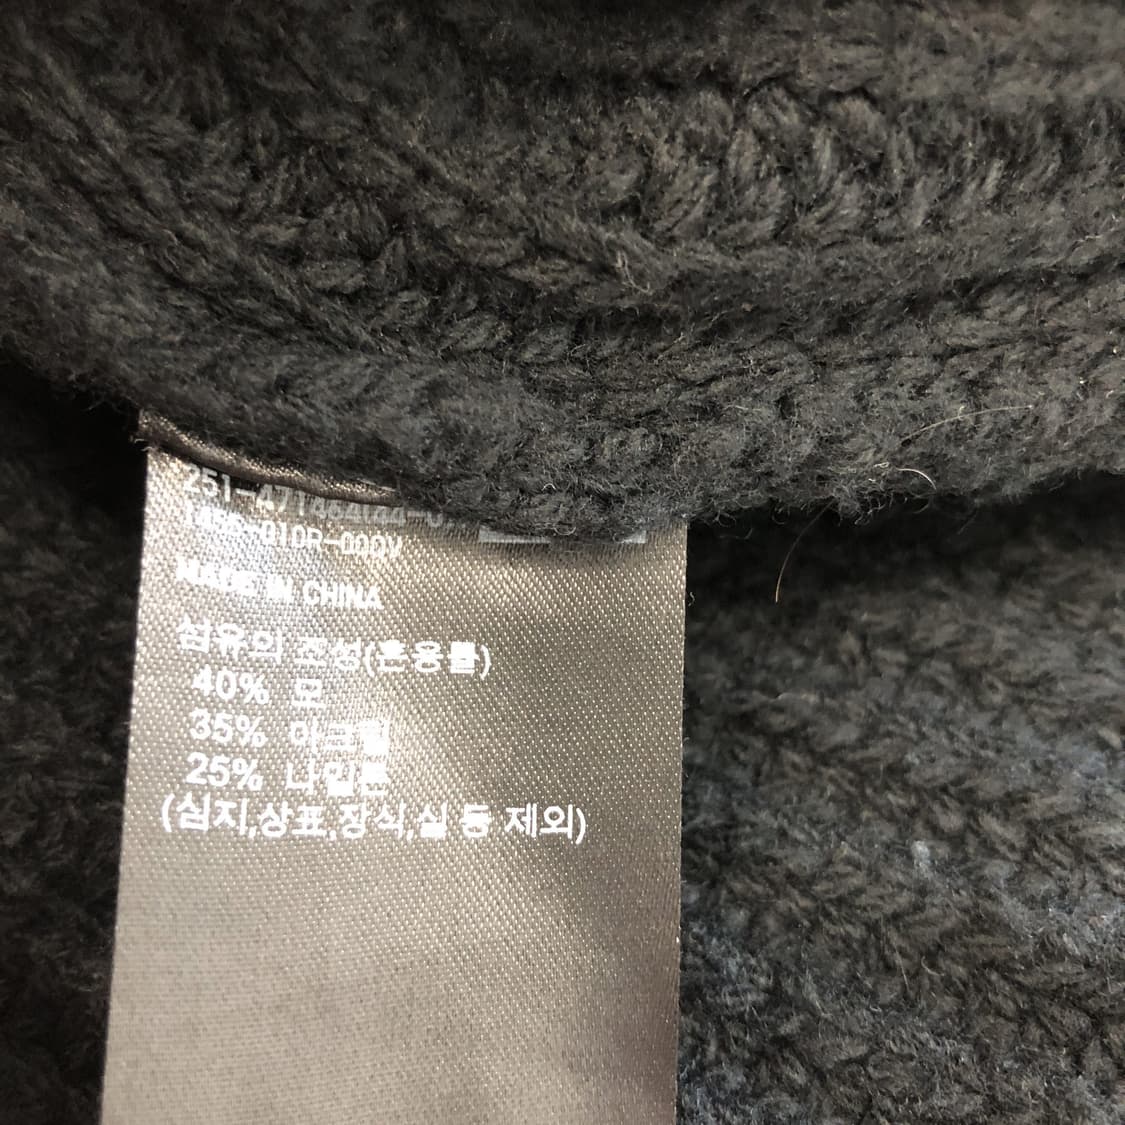 MADE IN CHINA
섬유의 조성(혼용률)
40% 모
35% 아크릴
25% 나일론
(심지,상표,장식,실 등 제외)